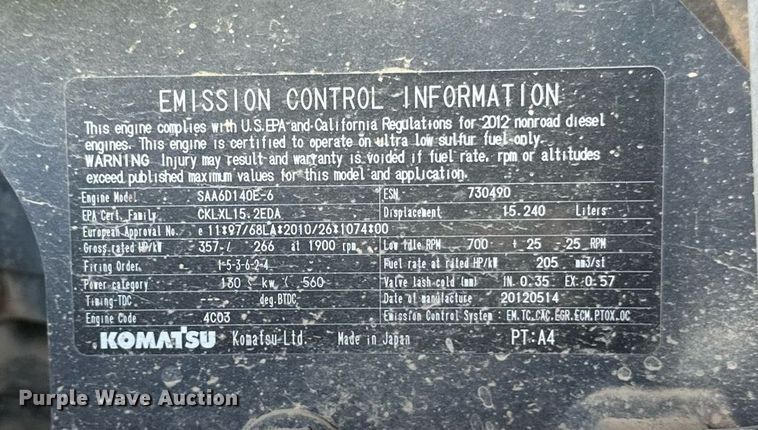 EMISSION CONTROL INFORMATION
This engine complies with U.S.EPA and California Regulations for 2012 nonroad diesel
engines. This engine is certified to operate on ultra low sulfur fuel only.
WARNING Injury may result and warranty is voided if fuel rate, rpm or altitudes
exceed published maximum values for this model and application.
Engine Model SAA6D140E-6 ESN 730490
EPA Cert. Family CKLXL15.2EDA Displacement 15.240 Liters
European Approval No. e 11*97/68LA*2010/26*1074*00
Gross rated HP/kW 357 / 266 at 1900 rpm Low Idle RPM 700 + 25 - 25 RPM
Firing Order 1-5-3-6-2-4 Fuel rate at rated HP/kW 205 mm3/st
Power category 130 ≤ kw ≤ 560 Valve lash-cold (mm) IN.0.35 EX:0.57
Timing-TDC --- deg.BTDC Date of manufacture 20120514
Engine Code 4C03 Emission Control System : EM.TC.CAC.EGR.ECM.PTOX.OC
KOMATSU Komatsu Ltd. Made in Japan PT:A4
Purple Wave Auction